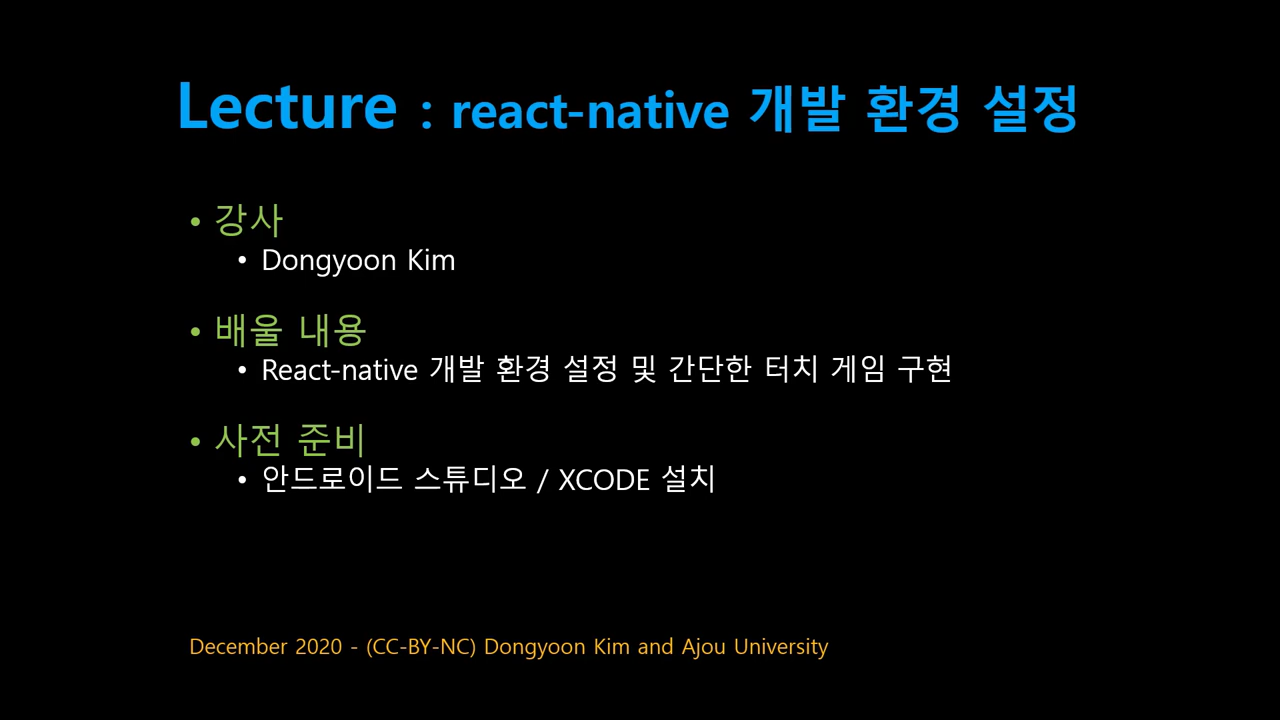 Lecture : react-native 개발 환경 설정
• 강사
• Dongyoon Kim
• 배울 내용
• React-native 개발 환경 설정 및 간단한 터치 게임 구현
• 사전 준비
• 안드로이드 스튜디오 / XCODE 설치
December 2020 - (CC-BY-NC) Dongyoon Kim and Ajou University